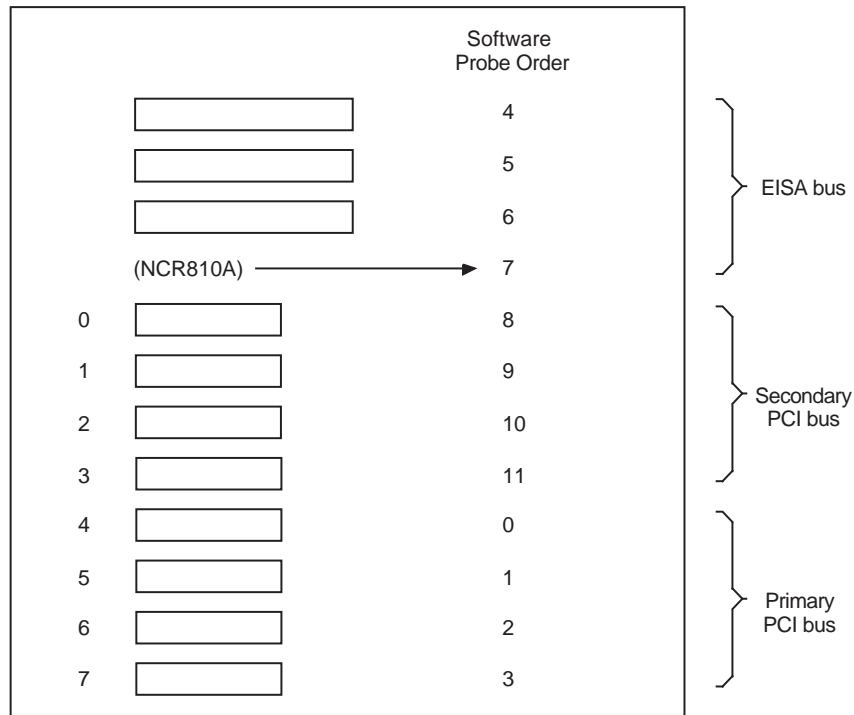 Software
Probe Order
4
5
EISA bus
6
(NCR810A) 7
0 8
1 9
Secondary
PCI bus
2 10
3 11
4 0
5 1
Primary
PCI bus
6 2
7 3